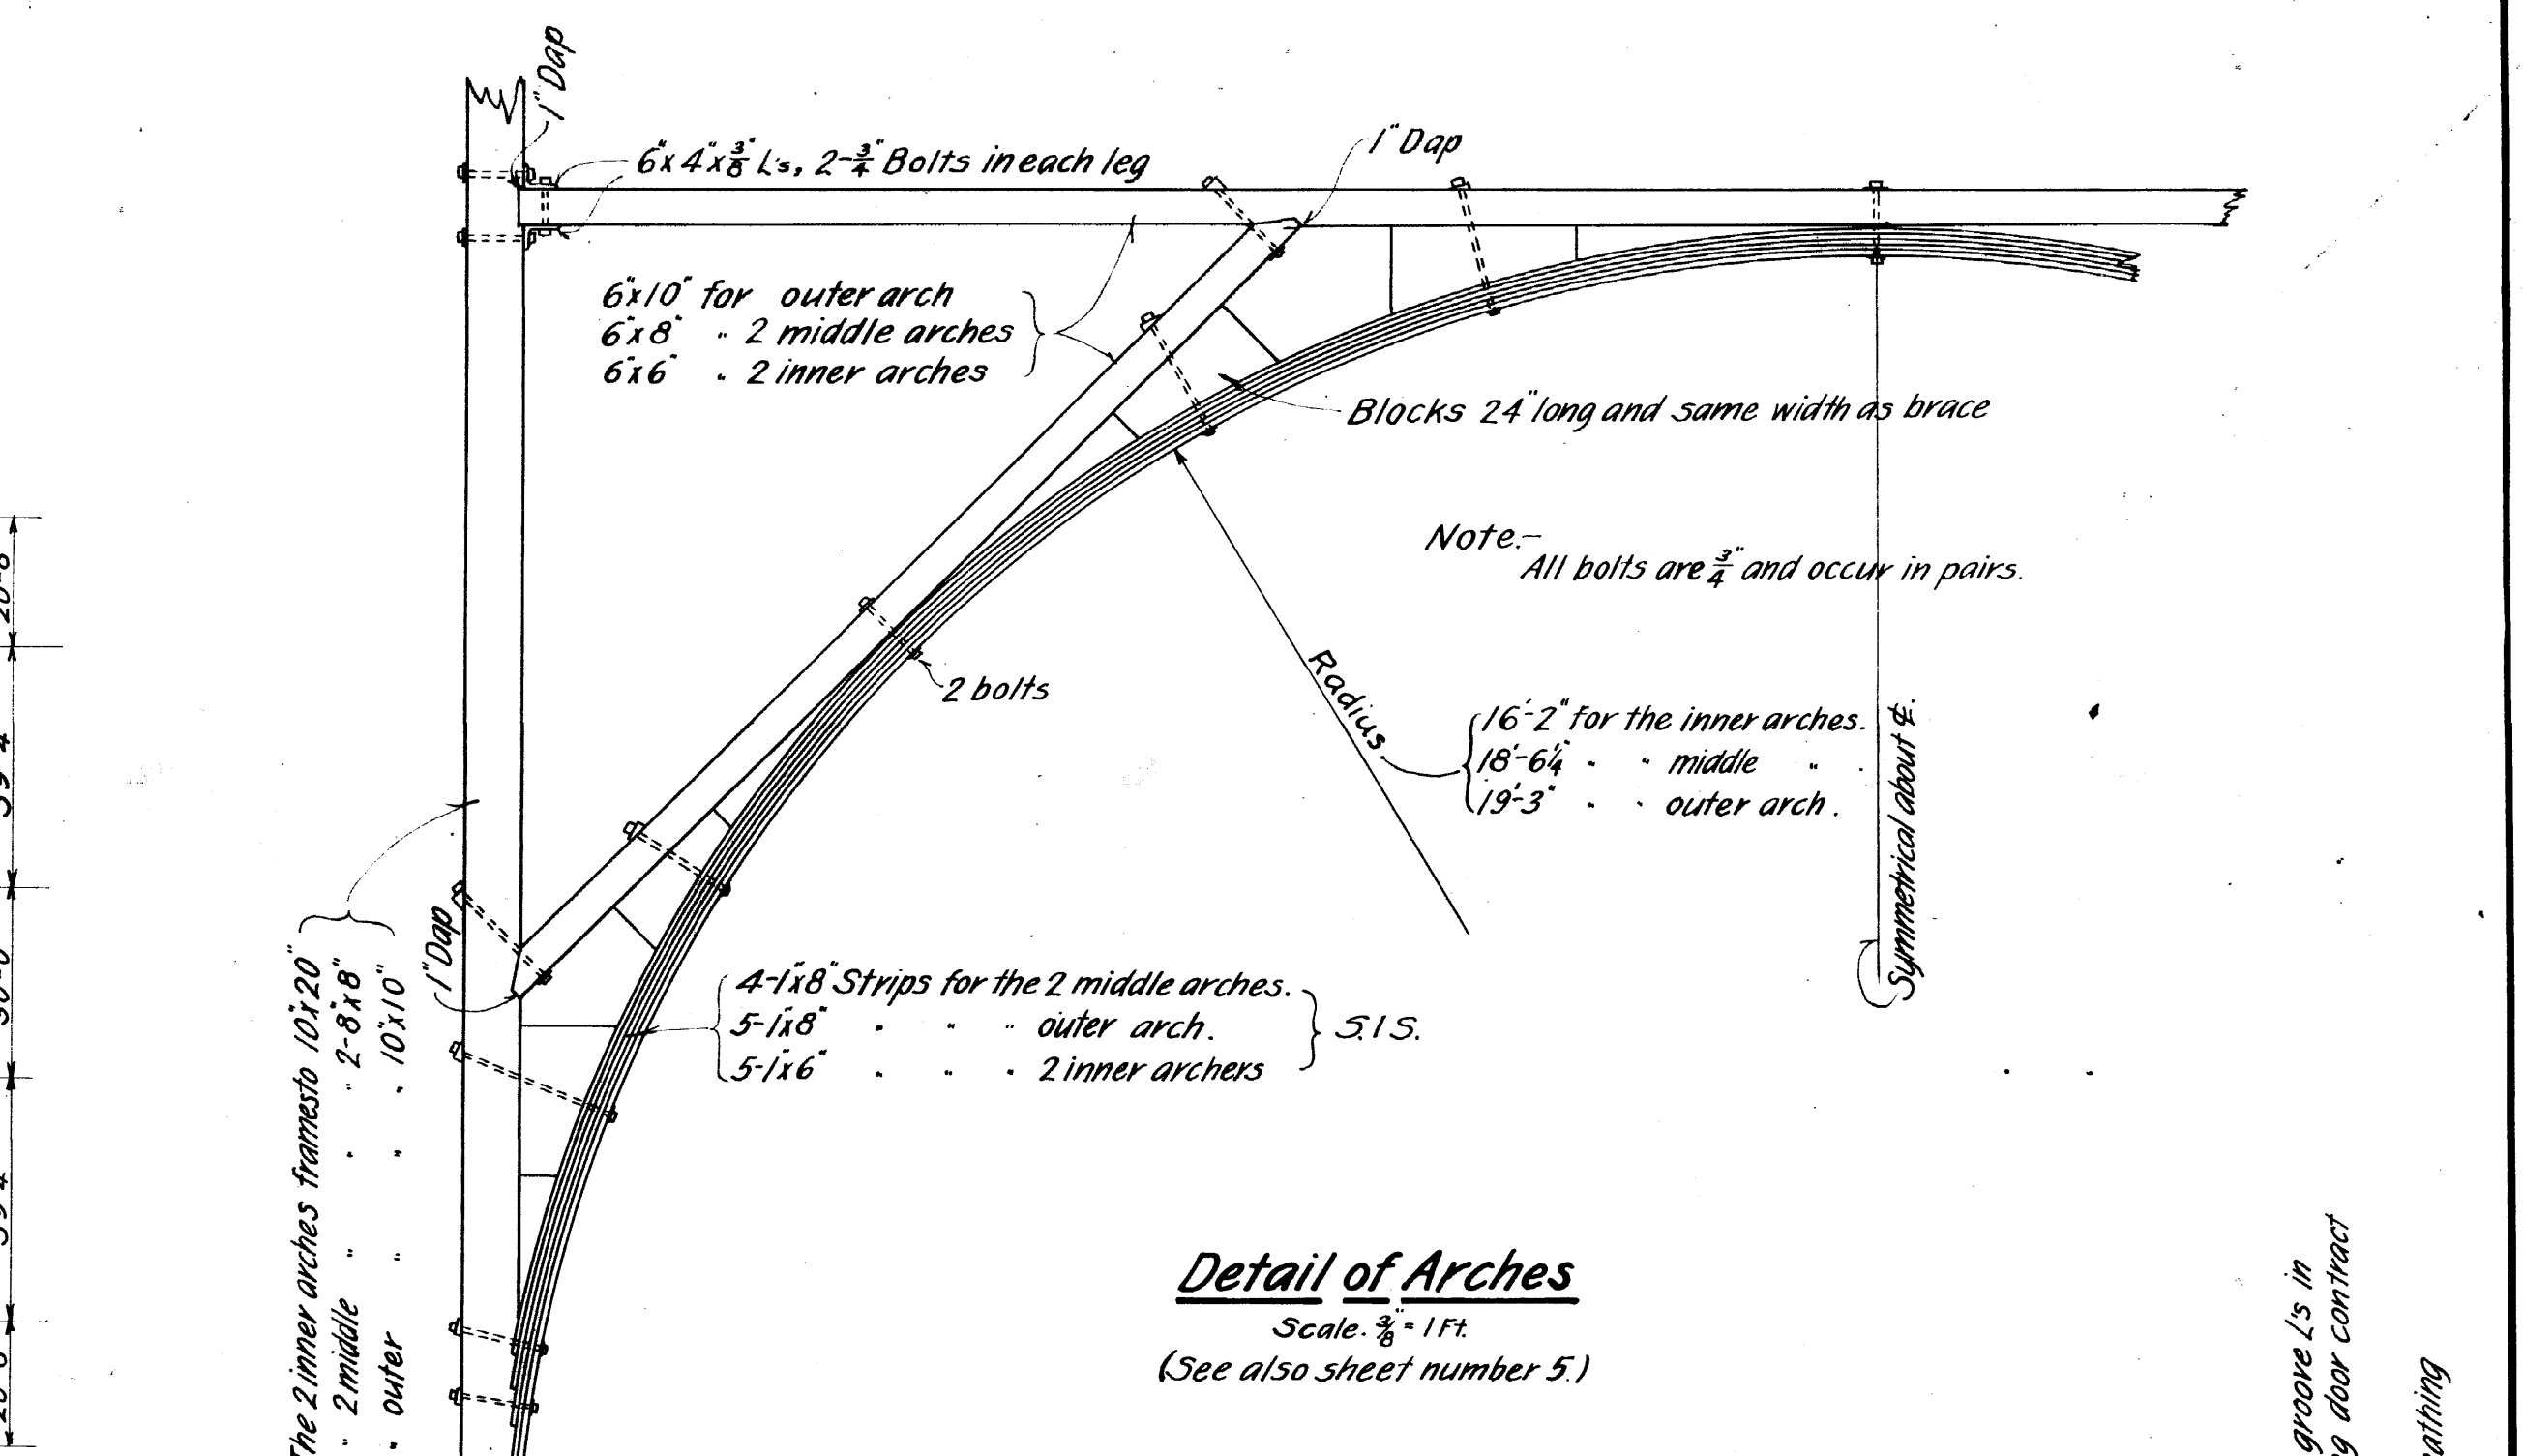 1" Dap
6"x4"x3/8" L's, 2-3/4" Bolts in each leg
1" Dap
6"x10" for outer arch
6"x8" " 2 middle arches
6"x6" " 2 inner arches
Blocks 24" long and same width as brace
Note:-
All bolts are 3/4" and occur in pairs.
2 bolts
Radius.
16'-2" for the inner arches.
18'-6 1/4" " " middle " .
19'-3" " " outer arch.
Symmetrical about ℄.
1" Dap
4-1"x8" Strips for the 2 middle arches.
5-1"x8" " " " outer arch.
5-1"x6" " " " 2 inner archers
S.1S.
The 2 inner arches frames to 10"x20"
" 2 middle " " " 2-8"x8"
" outer " " " 10"x10"
Detail of Arches
Scale. 3/8" = 1 Ft.
(See also sheet number 5.)
groove L's in
door contract